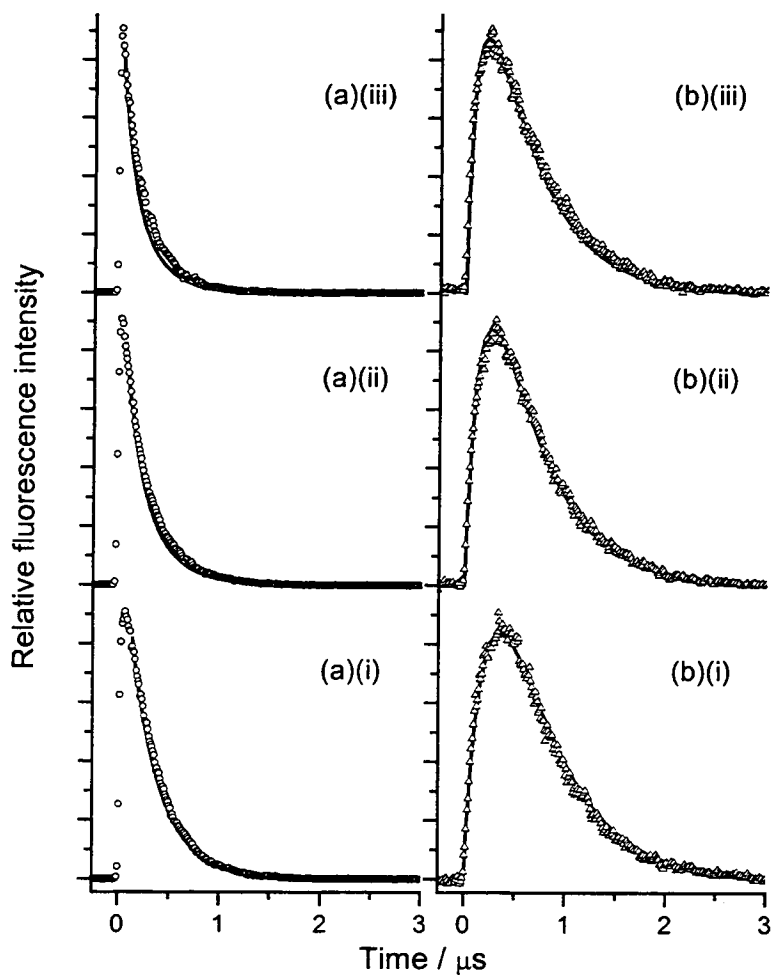 (a)(iii)
(b)(iii)
(a)(ii)
(b)(ii)
(a)(i)
(b)(i)
Relative fluorescence intensity
0 1 2 3 0 1 2 3
Time / μs